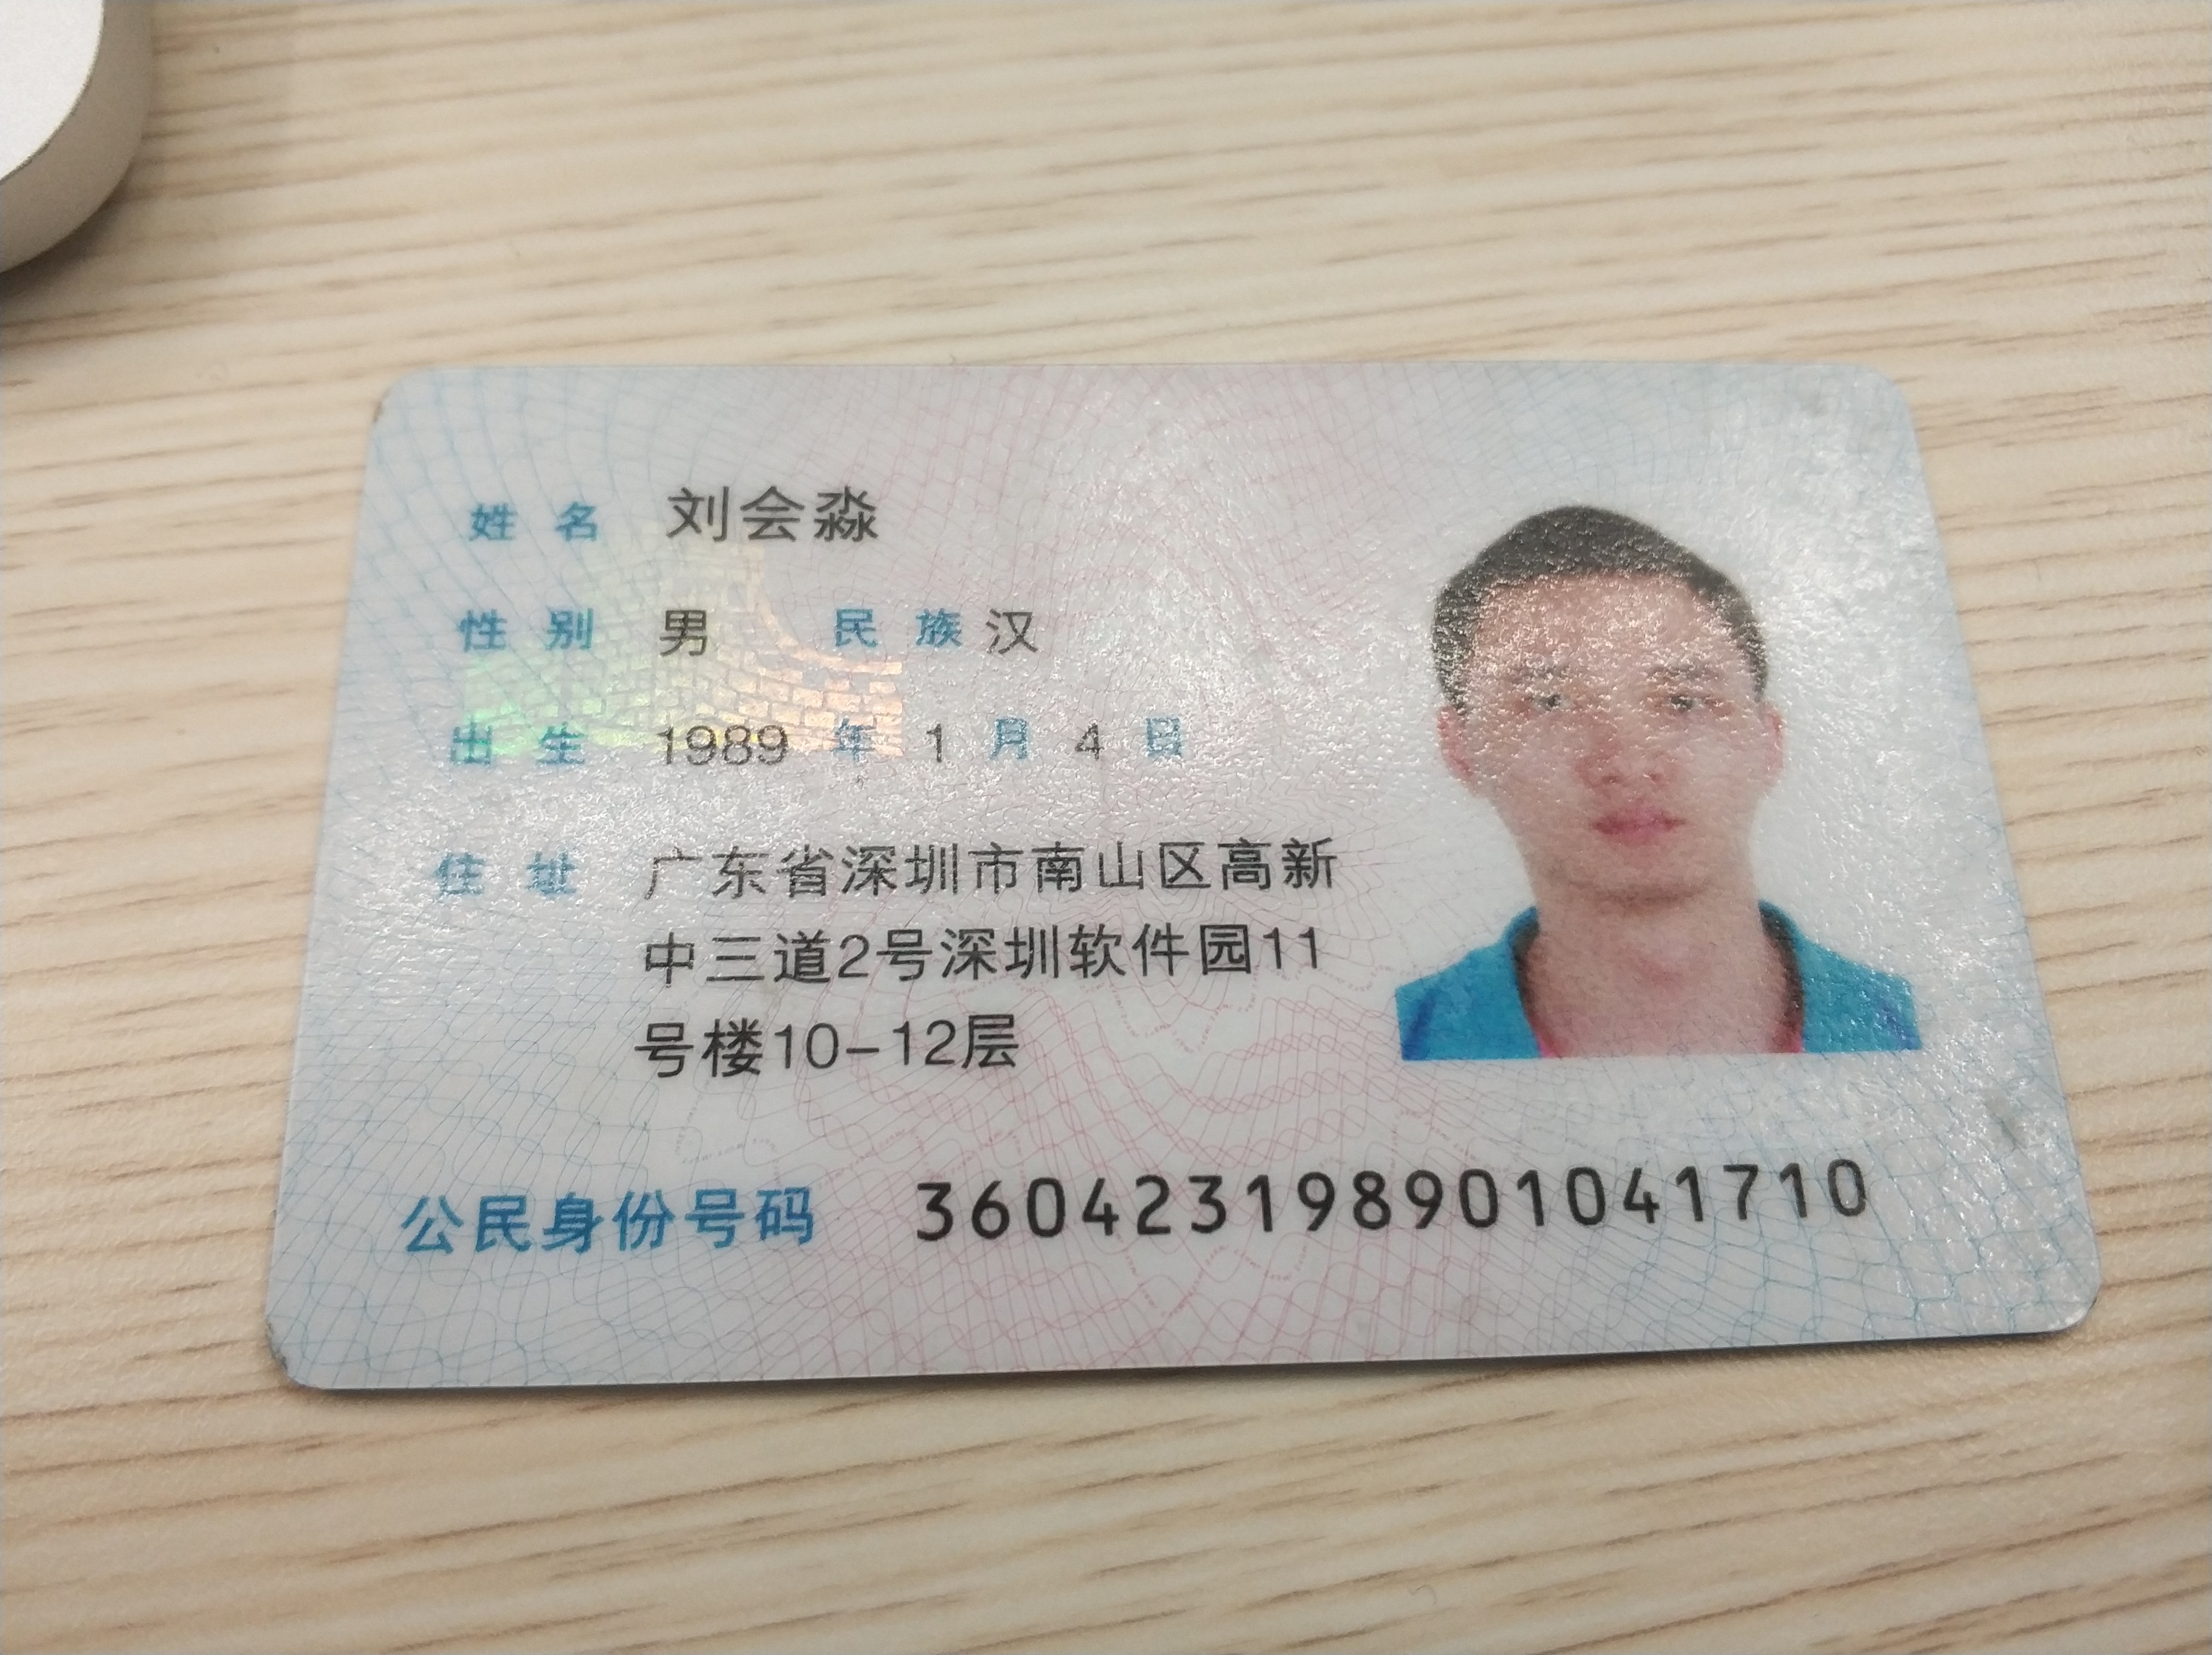 姓名 刘会淼
性别 男 民族 汉
出生 1989 年 1 月 4 日
住址 广东省深圳市南山区高新
中三道2号深圳软件园11
号楼10-12层
公民身份号码 360423198901041710